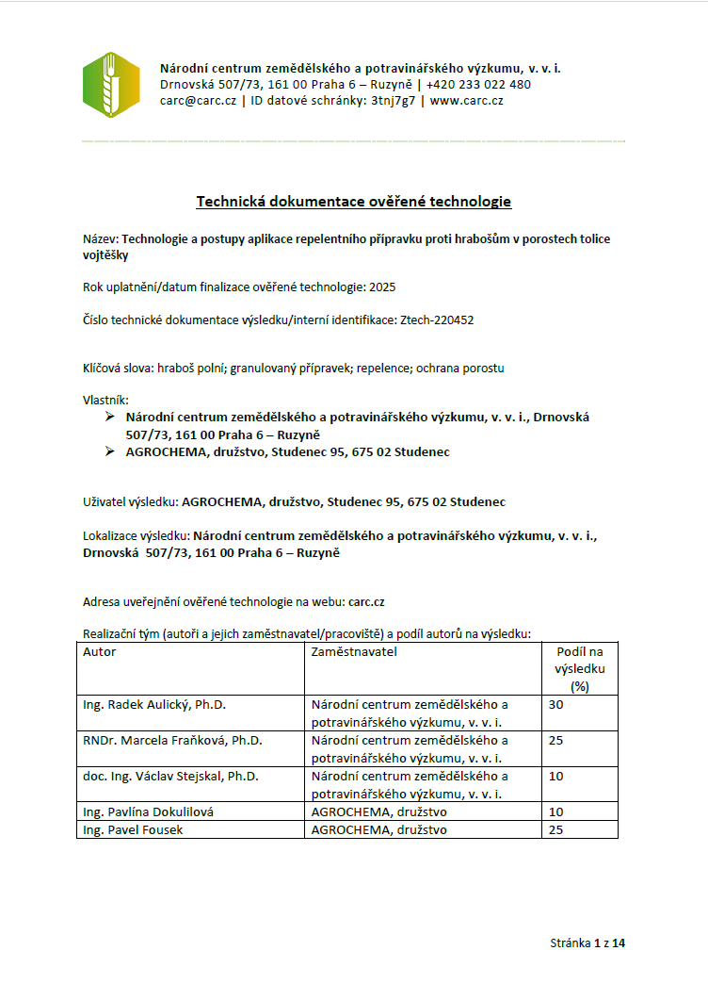 Národní centrum zemědělského a potravinářského výzkumu, v. v. i.
Drnovská 507/73, 161 00 Praha 6 – Ruzyně | +420 233 022 480
carc@carc.cz | ID datové schránky: 3tnj7g7 | www.carc.cz
Technická dokumentace ověřené technologie
Název: Technologie a postupy aplikace repelentního přípravku proti hrabošům v porostech tolice
vojtěšky
Rok uplatnění/datum finalizace ověřené technologie: 2025
Číslo technické dokumentace výsledku/interní identifikace: Ztech-220452
Klíčová slova: hraboš polní; granulovaný přípravek; repelence; ochrana porostu
Vlastník:
➢ Národní centrum zemědělského a potravinářského výzkumu, v. v. i., Drnovská
507/73, 161 00 Praha 6 – Ruzyně
➢ AGROCHEMA, družstvo, Studenec 95, 675 02 Studenec
Uživatel výsledku: AGROCHEMA, družstvo, Studenec 95, 675 02 Studenec
Lokalizace výsledku: Národní centrum zemědělského a potravinářského výzkumu, v. v. i.,
Drnovská 507/73, 161 00 Praha 6 – Ruzyně
Adresa uveřejnění ověřené technologie na webu: carc.cz
Realizační tým (autoři a jejich zaměstnavatel/pracoviště) a podíl autorů na výsledku:
Autor Zaměstnavatel Podíl na
výsledku
(%)
Ing. Radek Aulický, Ph.D. Národní centrum zemědělského a 30
potravinářského výzkumu, v. v. i.
RNDr. Marcela Fraňková, Ph.D. Národní centrum zemědělského a 25
potravinářského výzkumu, v. v. i.
doc. Ing. Václav Stejskal, Ph.D. Národní centrum zemědělského a 10
potravinářského výzkumu, v. v. i.
Ing. Pavlína Dokulilová AGROCHEMA, družstvo 10
Ing. Pavel Fousek AGROCHEMA, družstvo 25
Stránka 1 z 14